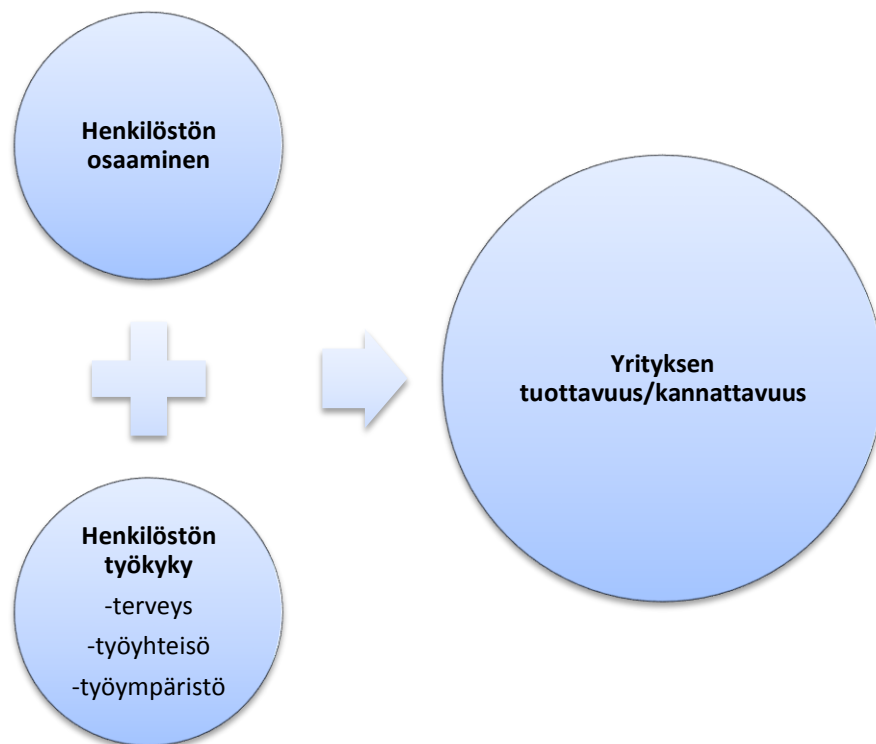 Henkilöstön
osaaminen
Henkilöstön
työkyky
-terveys
-työyhteisö
-työympäristö
Yrityksen
tuottavuus/kannattavuus